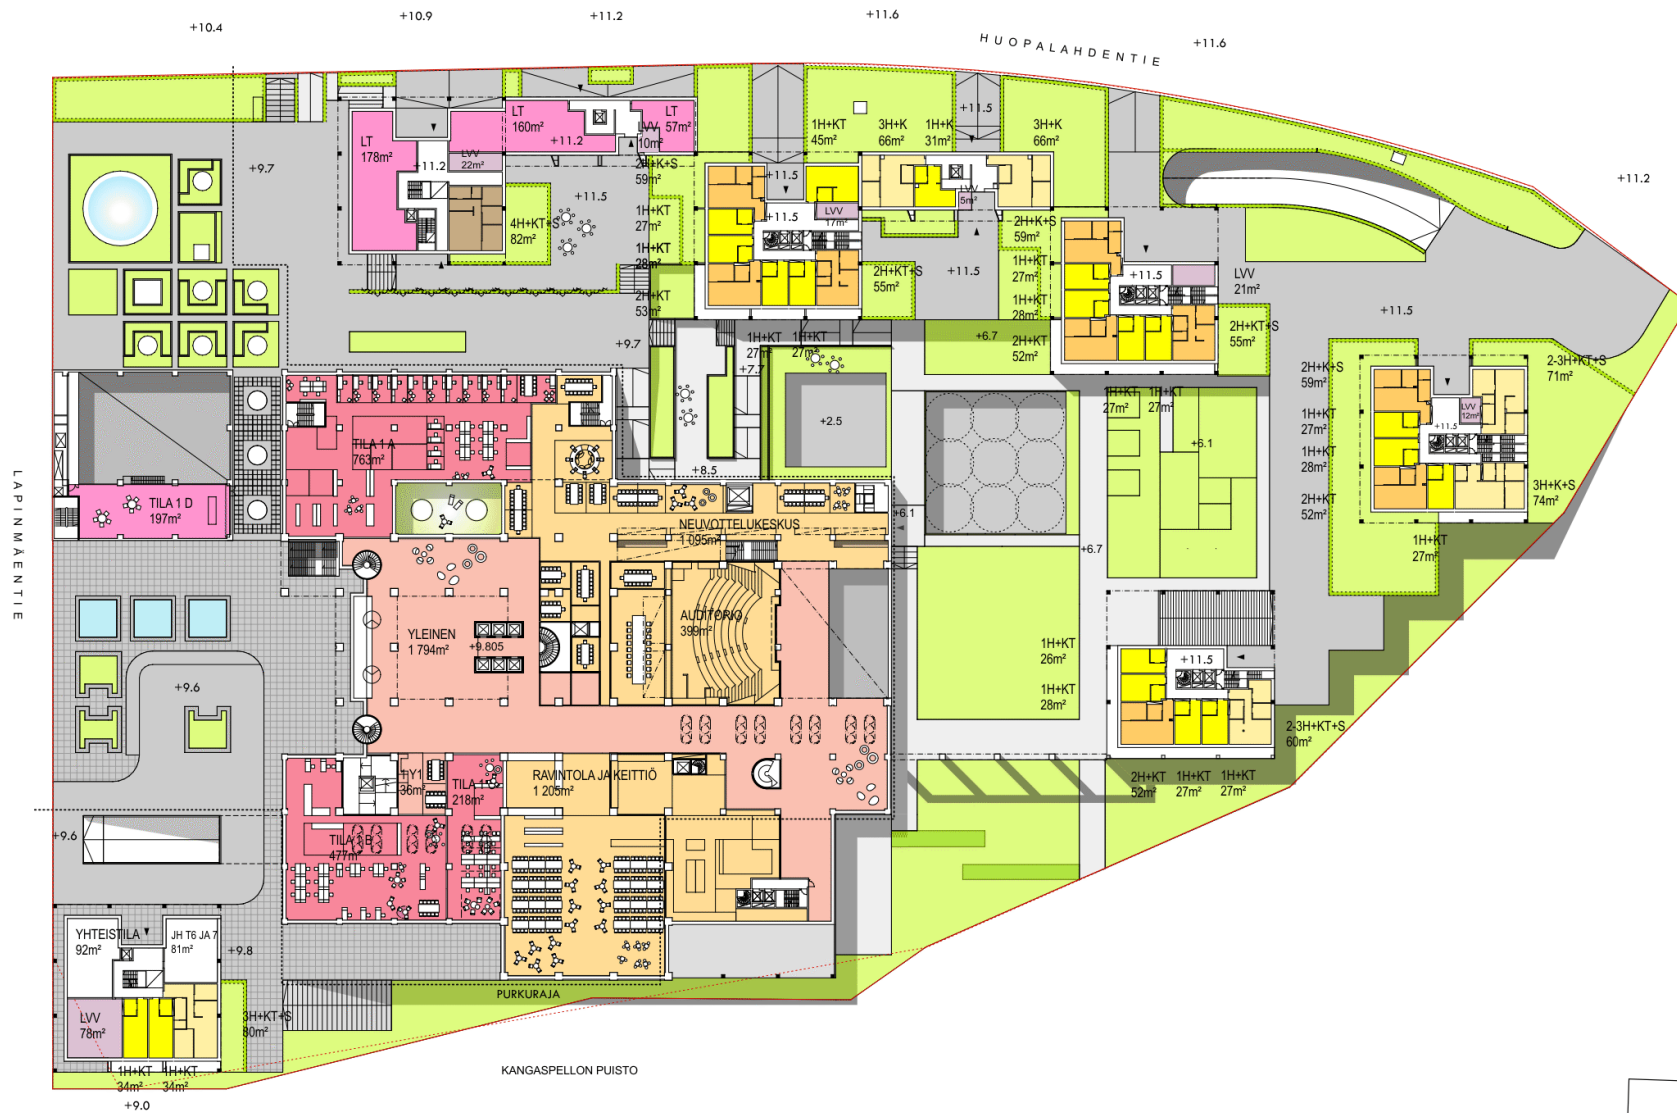 +10.4
+10.9
+11.2
+11.6
HUOPALAHDENTIE
+11.6
+11.2
LT
178m²
LT
160m²
LT
57m²
LVV
10m²
LVV
22m²
+11.2
+11.2
+9.7
+11.5
4H+KT+S
82m²
2H+K+S
59m²
1H+KT
27m²
1H+KT
28m²
2H+KT
53m²
1H+KT
45m²
3H+K
66m²
1H+K
31m²
+11.5
3H+K
66m²
+11.5
+11.5
LVV
17m²
LVV
5m²
2H+KT+S
55m²
+11.5
2H+K+S
59m²
1H+KT
27m²
1H+KT
28m²
2H+KT
52m²
+11.5
LVV
21m²
2H+KT+S
55m²
+11.5
2H+K+S
59m²
1H+KT
27m²
1H+KT
28m²
2H+KT
52m²
2-3H+KT+S
71m²
LVV
12m²
+11.5
3H+K+S
74m²
1H+KT
27m²
+9.7
1H+KT
27m²
1H+KT
27m²
+7.7
+6.7
+2.5
1H+KT
27m²
1H+KT
27m²
+6.1
+8.5
+6.1
+6.7
LAPINMÄENTIE
TILA 1 A
763m²
TILA 1 D
197m²
NEUVOTTELUKESKUS
1 095m²
YLEINEN
1 794m²
+9.805
AUDITORIO
399m²
1H+KT
26m²
1H+KT
28m²
+11.5
2-3H+KT+S
60m²
2H+KT
52m²
1H+KT
27m²
1H+KT
27m²
+9.6
36m²
218m²
RAVINTOLA JA KEITTIÖ
1 205m²
+9.6
TILA 1 B
477m²
YHTEISTILA
92m²
JH T6 JA 7
81m²
+9.8
LVV
78m²
3H+KT+S
80m²
1H+KT
34m²
1H+KT
34m²
PURKURAJA
KANGASPELLON PUISTO
+9.0